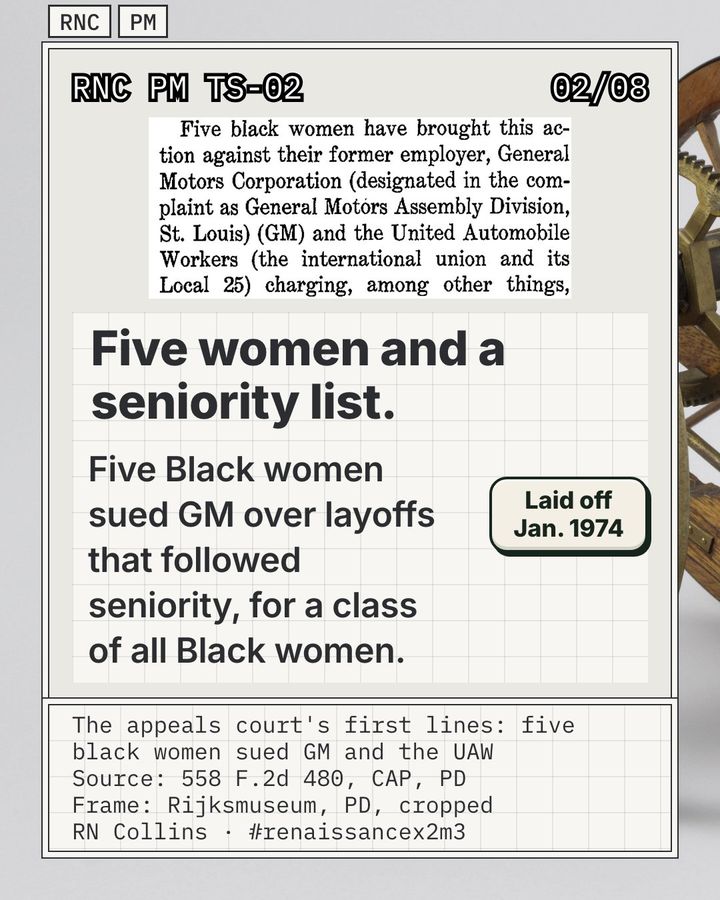 RNC PM
RNC PM TS-02 02/08
Five black women have brought this ac-
tion against their former employer, General
Motors Corporation (designated in the com-
plaint as General Motors Assembly Division,
St. Louis) (GM) and the United Automobile
Workers (the international union and its
Local 25) charging, among other things,
Five women and a
seniority list.
Five Black women
sued GM over layoffs
that followed
seniority, for a class
of all Black women.
Laid off
Jan. 1974
The appeals court's first lines: five
black women sued GM and the UAW
Source: 558 F.2d 480, CAP, PD
Frame: Rijksmuseum, PD, cropped
RN Collins · #renaissancex2m3